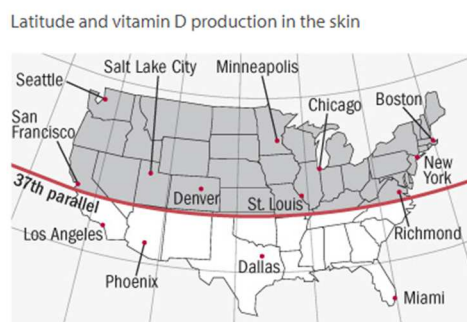 Latitude and vitamin D production in the skin
Salt Lake City
Minneapolis
Seattle
Chicago
Boston
San
Francisco
New
York
37th parallel
Denver
St. Louis
Los Angeles
Richmond
Phoenix
Dallas
Miami